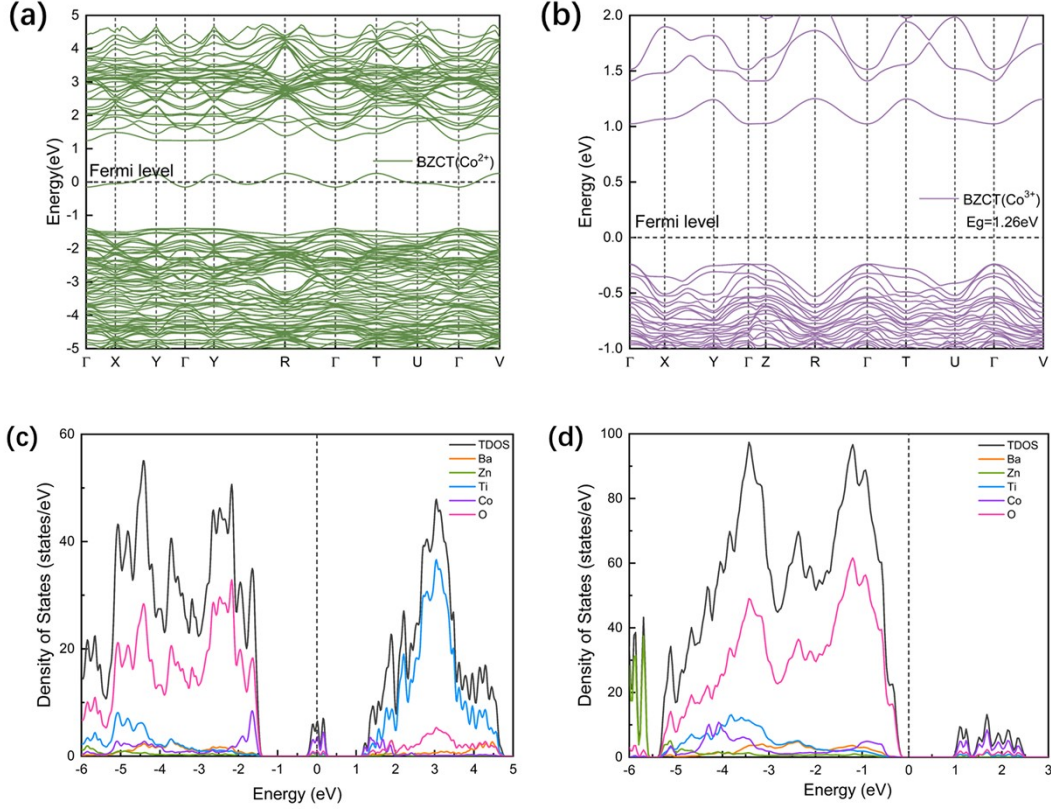 (a)
5
4
3
2
1
0
-1
-2
-3
-4
-5
Energy(eV)
Fermi level
BZCT(Co²⁺)
Γ X Y Γ Y R Γ T U Γ V
(b)
2.0
1.5
1.0
0.5
0.0
-0.5
-1.0
Energy(eV)
Fermi level
BZCT(Co³⁺)
Eg=1.26eV
Γ X Y Γ Z R Γ T U Γ V
(c)
60
40
20
0
Density of States (states/eV)
TDOS
Ba
Zn
Ti
Co
O
-6 -5 -4 -3 -2 -1 0 1 2 3 4 5
Energy (eV)
(d)
100
80
60
40
20
0
Density of States (states/eV)
TDOS
Ba
Zn
Ti
Co
O
-6 -5 -4 -3 -2 -1 0 1 2 3
Energy (eV)